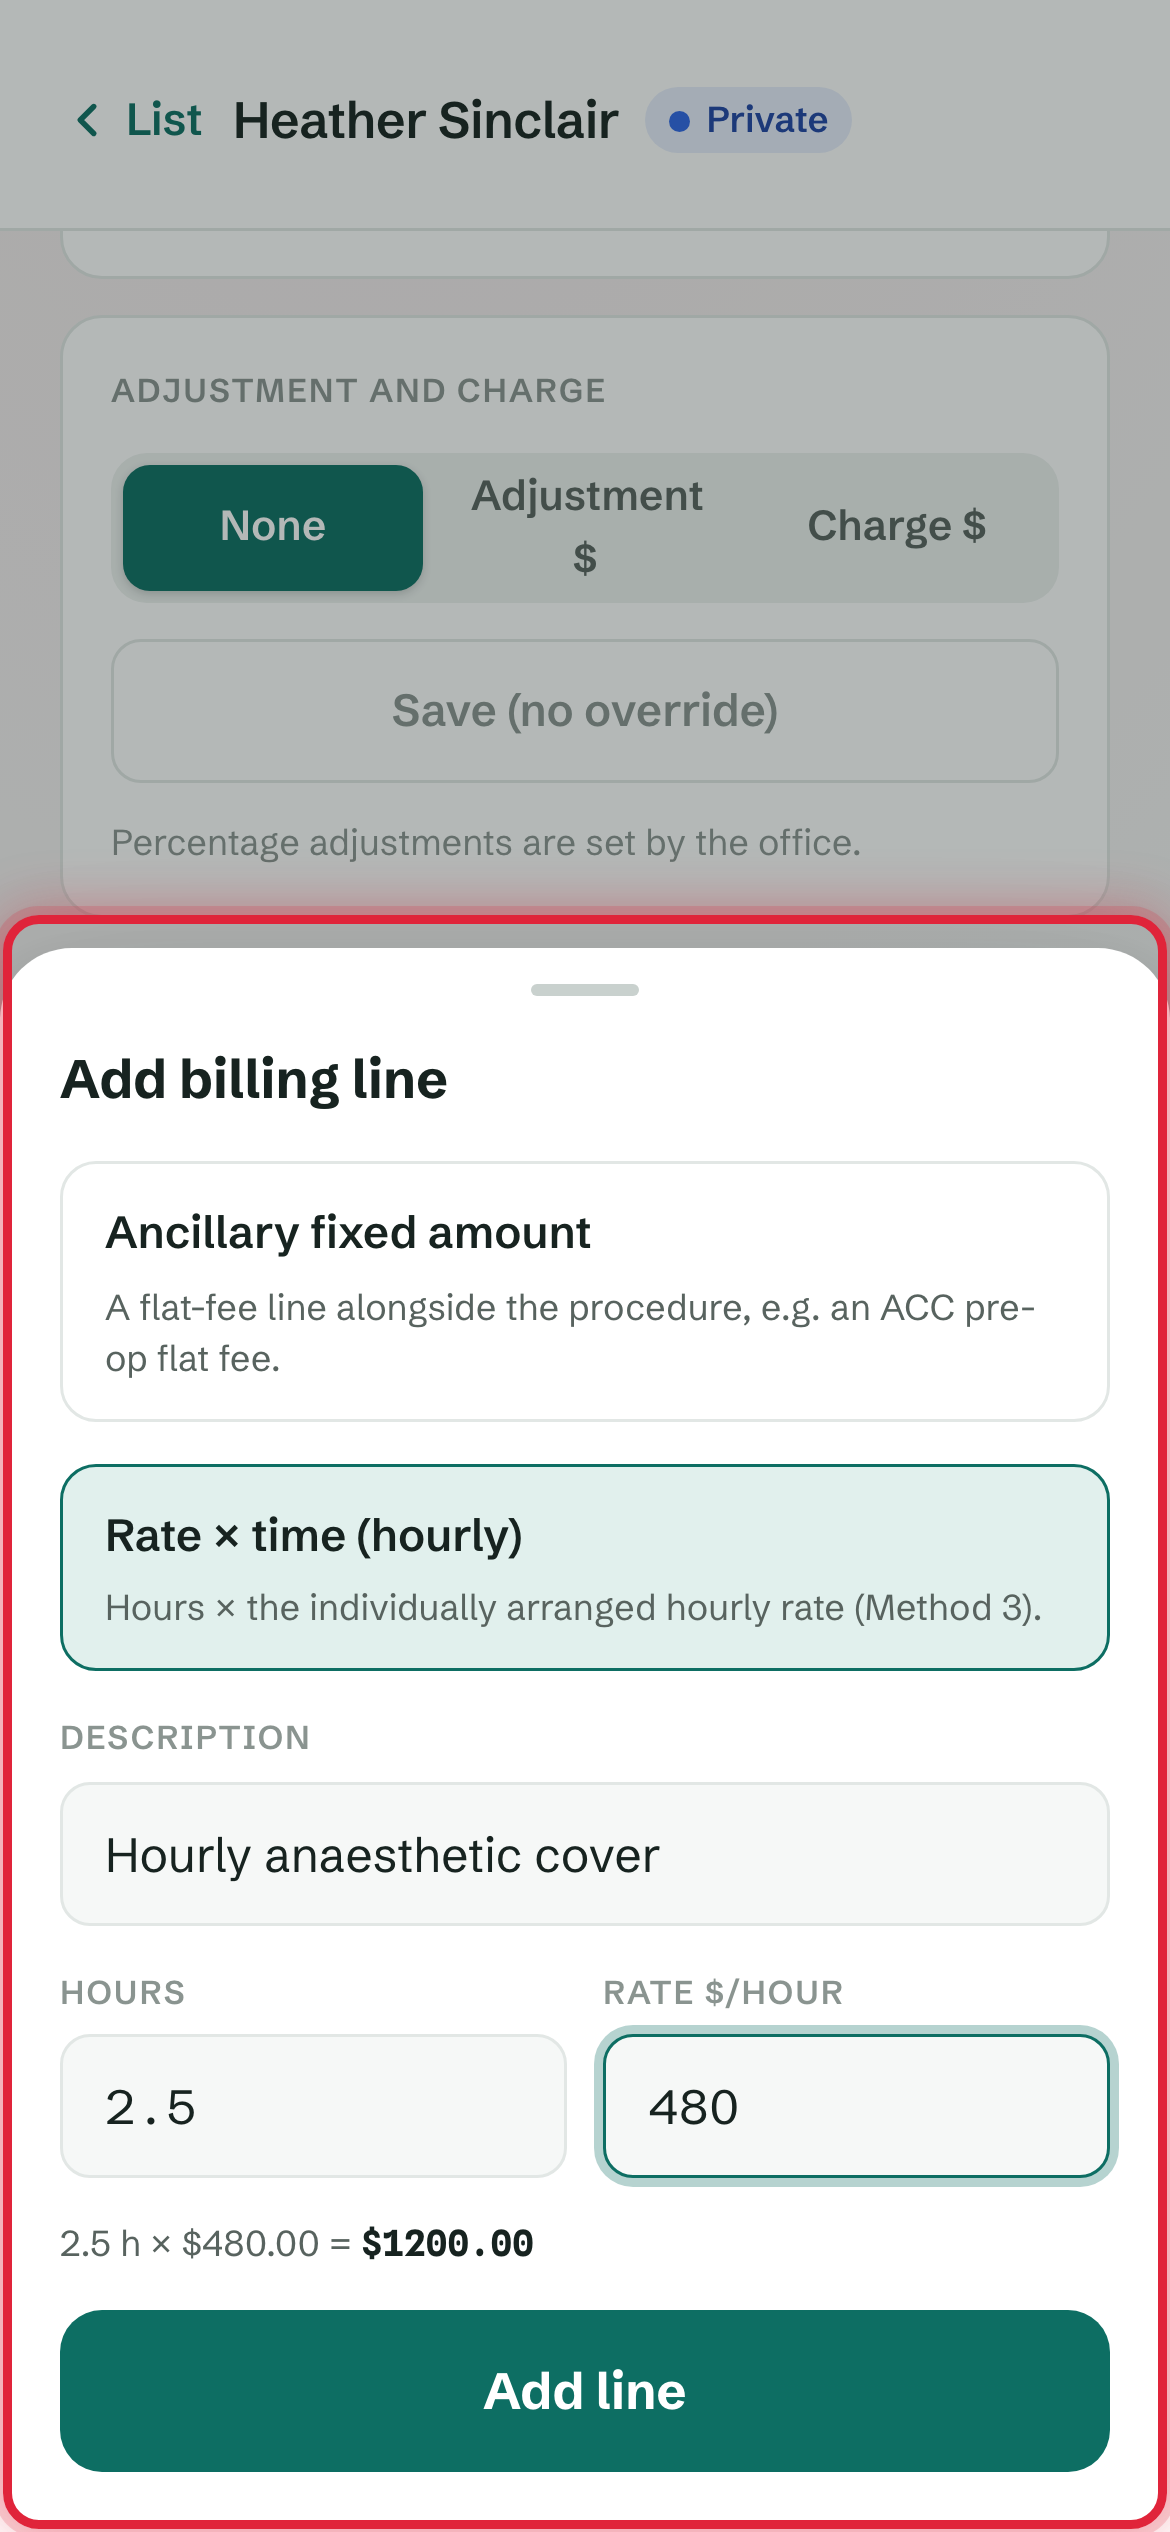 List Heather Sinclair Private
ADJUSTMENT AND CHARGE
None
Adjustment
$
Charge $
Save (no override)
Percentage adjustments are set by the office.
Add billing line
Ancillary fixed amount
A flat-fee line alongside the procedure, e.g. an ACC pre-
op flat fee.
Rate × time (hourly)
Hours × the individually arranged hourly rate (Method 3).
DESCRIPTION
Hourly anaesthetic cover
HOURS
RATE $/HOUR
2.5
480
2.5 h × $480.00 = $1200.00
Add line